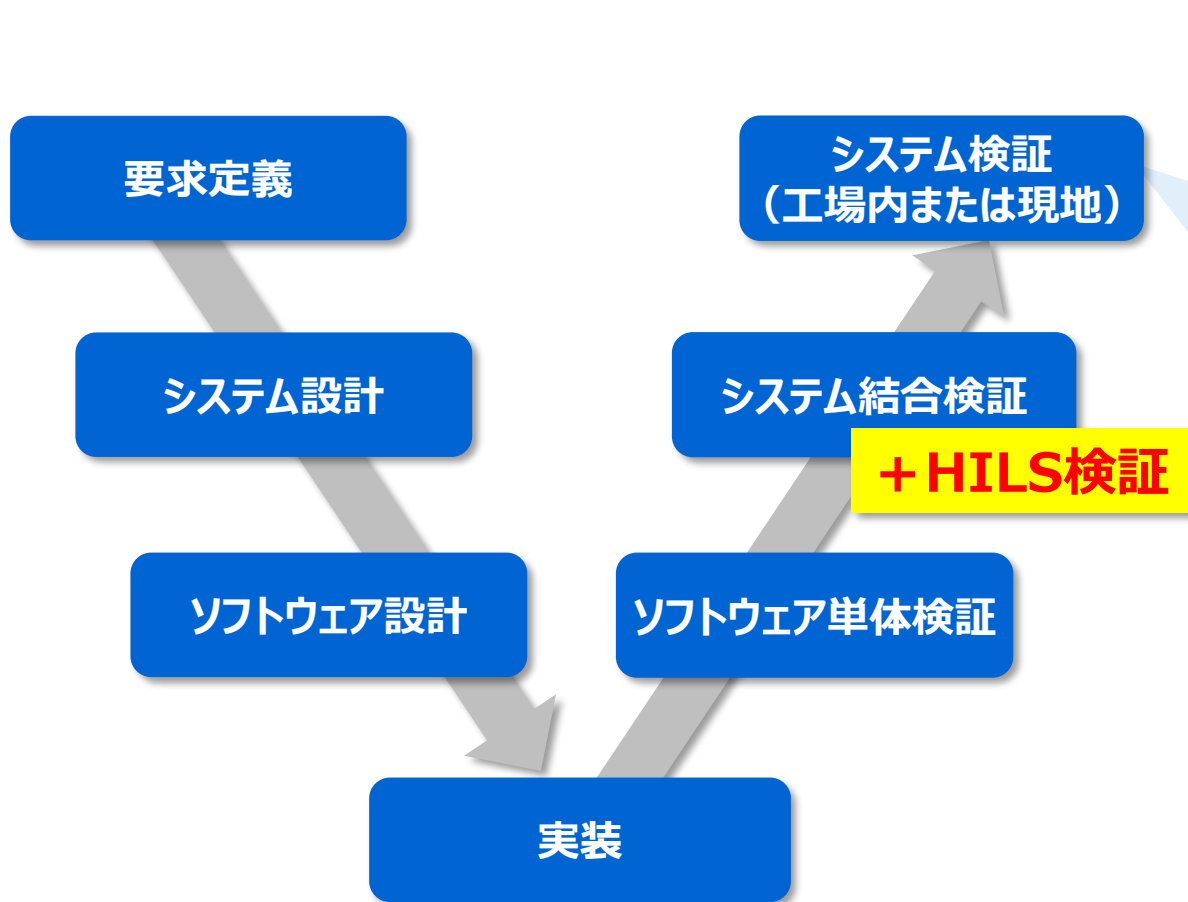 要求定義
システム検証
（工場内または現地）
システム設計
システム結合検証
＋HILS検証
ソフトウェア設計
ソフトウェア単体検証
実装